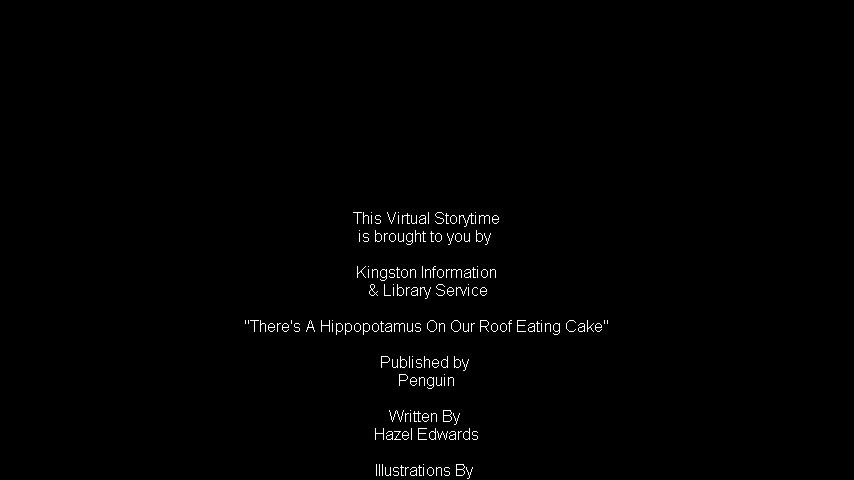 This Virtual Storytime
is brought to you by
Kingston Information
& Library Service
"There's A Hippopotamus On Our Roof Eating Cake"
Published by
Penguin
Written By
Hazel Edwards
Illustrations By